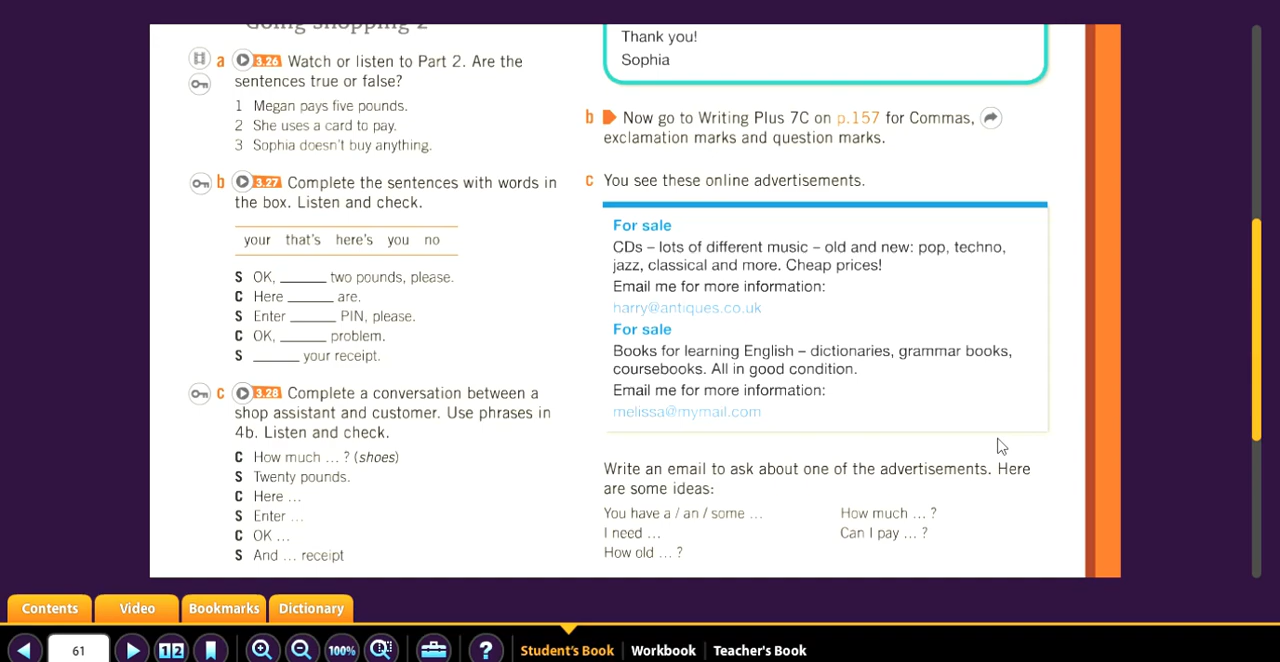 Going shopping 2
a 3.26 Watch or listen to Part 2. Are the
sentences true or false?
1 Megan pays five pounds.
2 She uses a card to pay.
3 Sophia doesn't buy anything.
b 3.27 Complete the sentences with words in
the box. Listen and check.
your that's here's you no
S OK, ______ two pounds, please.
C Here ______ are.
S Enter ______ PIN, please.
C OK, ______ problem.
S ______ your receipt.
c 3.28 Complete a conversation between a
shop assistant and customer. Use phrases in
4b. Listen and check.
C How much … ? (shoes)
S Twenty pounds.
C Here …
S Enter …
C OK …
S And … receipt
Thank you!
Sophia
b Now go to Writing Plus 7C on p.157 for Commas,
exclamation marks and question marks.
c You see these online advertisements.
For sale
CDs – lots of different music – old and new: pop, techno,
jazz, classical and more. Cheap prices!
Email me for more information:
harry@antiques.co.uk
For sale
Books for learning English – dictionaries, grammar books,
coursebooks. All in good condition.
Email me for more information:
melissa@mymail.com
Write an email to ask about one of the advertisements. Here
are some ideas:
You have a / an / some …
I need …
How old … ?
How much … ?
Can I pay … ?
Contents Video Bookmarks Dictionary
61 1 2 100% ? Student's Book Workbook Teacher's Book